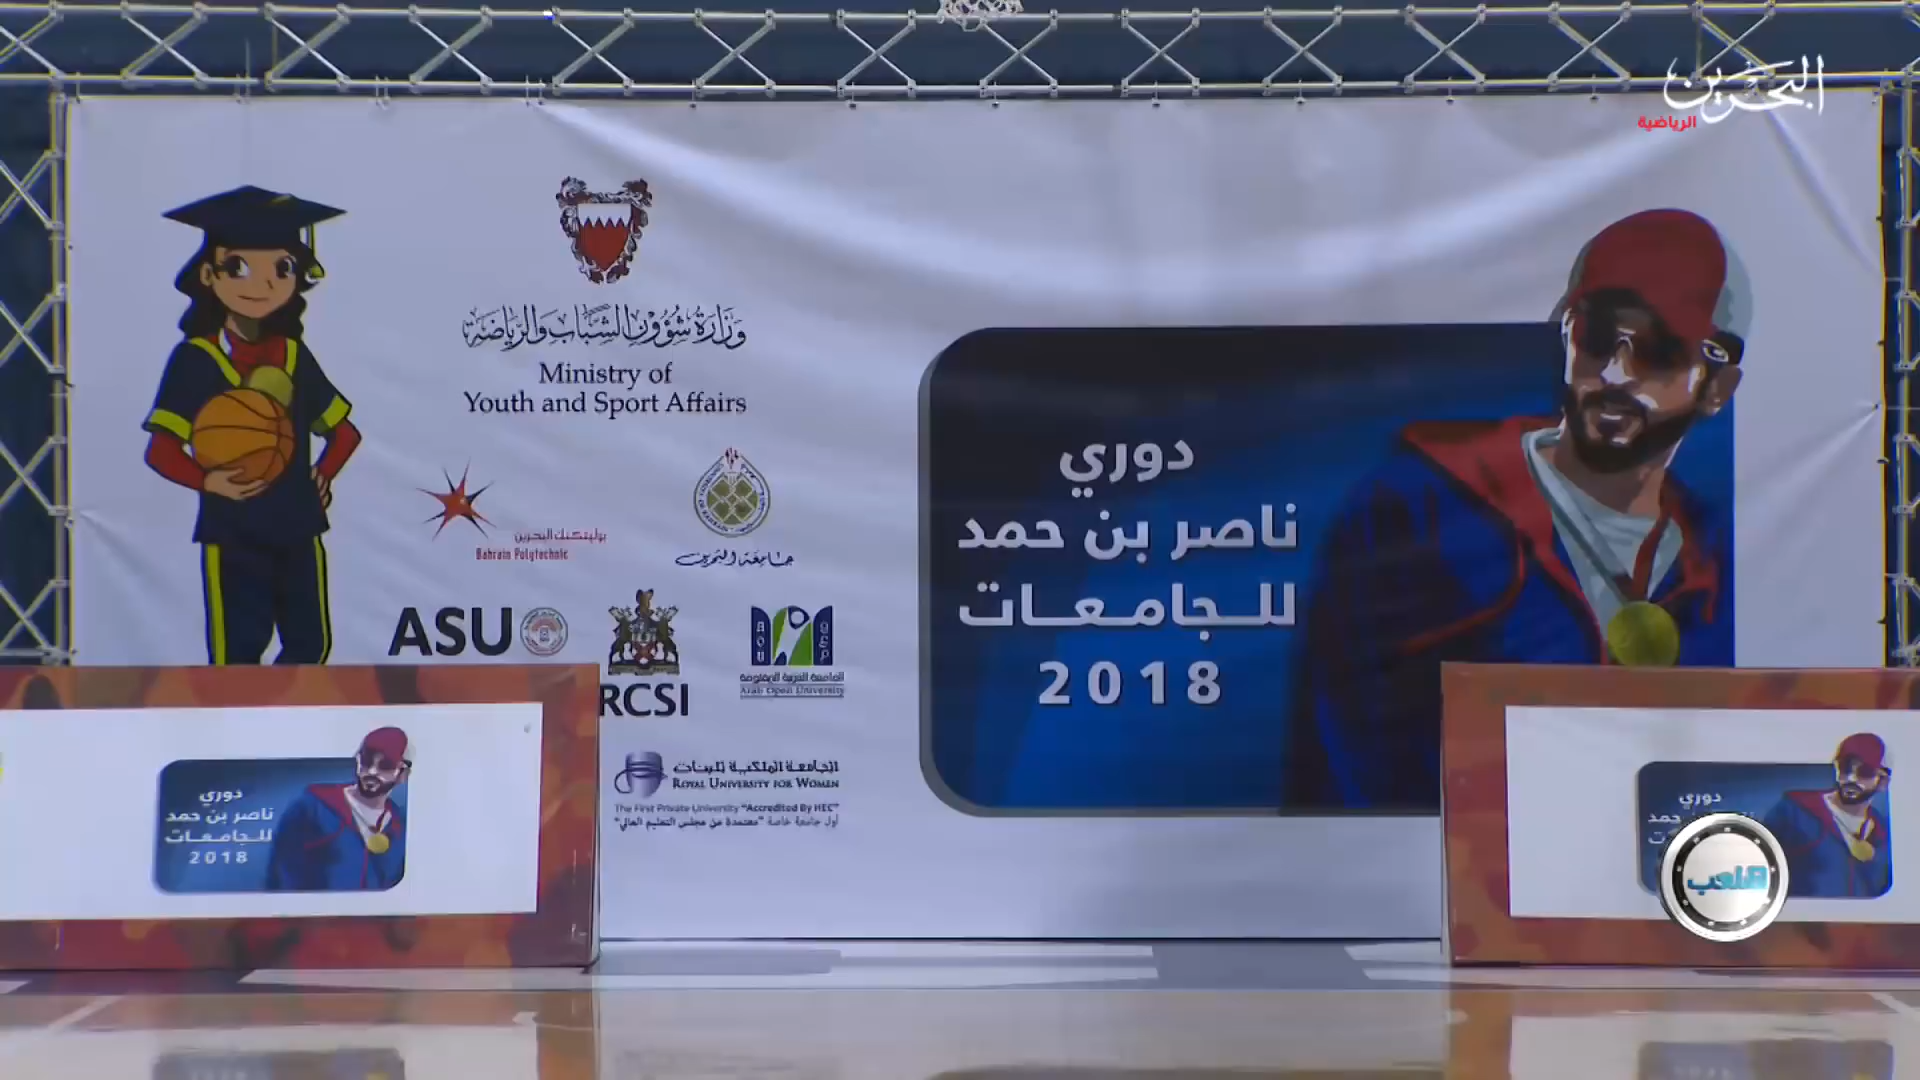 البحرين
الرياضية
وزارة شؤون الشباب والرياضة
Ministry of
Youth and Sport Affairs
بوليتكنك البحرين
Bahrain Polytechnic
جامعة البحرين
ASU
RCSI
AOU
الجامعة العربية المفتوحة
Arab Open University
الجامعة الملكية للبنات
ROYAL UNIVERSITY FOR WOMEN
The First Private University "Accredited By HEC"
أول جامعة خاصة "معتمدة من مجلس التعليم العالي"
دوري
ناصر بن حمد
للجامعات
2018
دوري
ناصر بن حمد
للجامعات
2018
دوري
حمد
الملعب